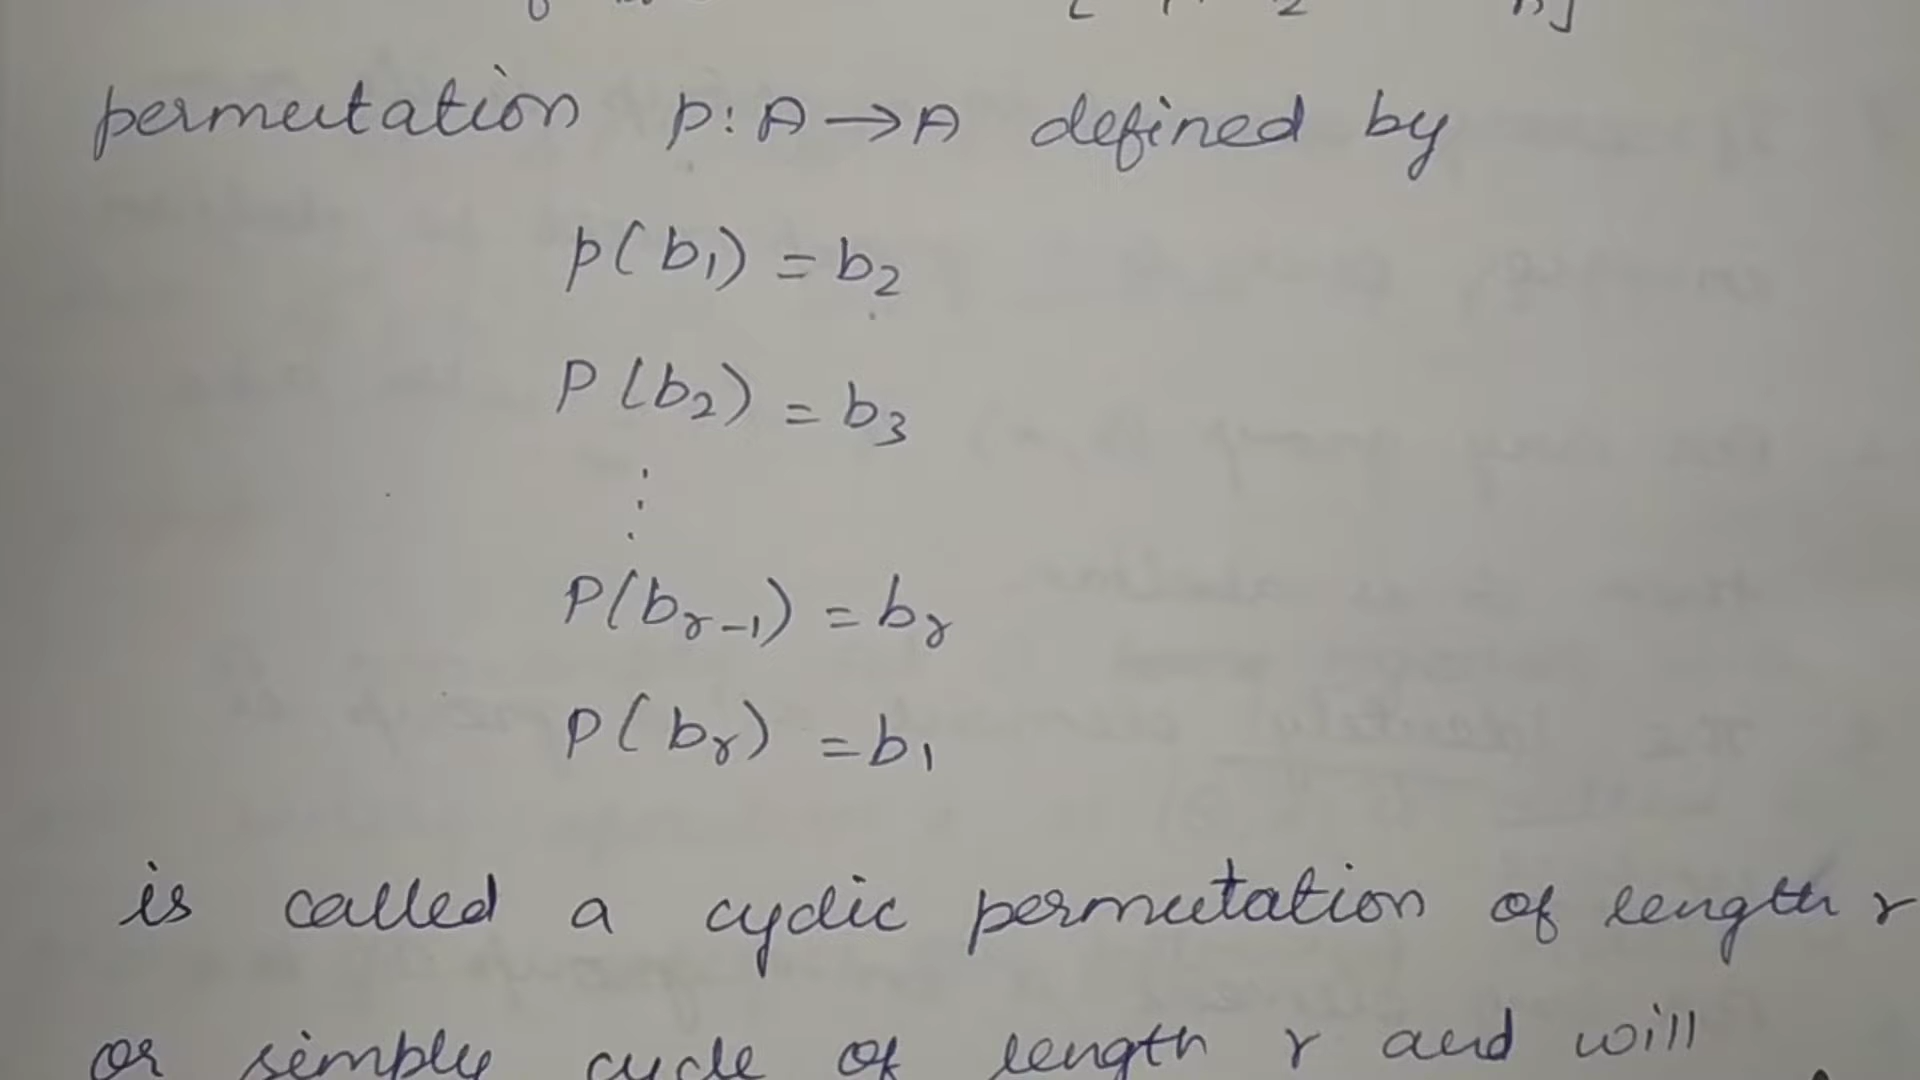 permutation p: A → A defined by
p(b₁) = b₂
P(b₂) = b₃
⋮
P(bᵣ₋₁) = bᵣ
P(bᵣ) = b₁
is called a cyclic permutation of length r
or simply cycle of length r and will